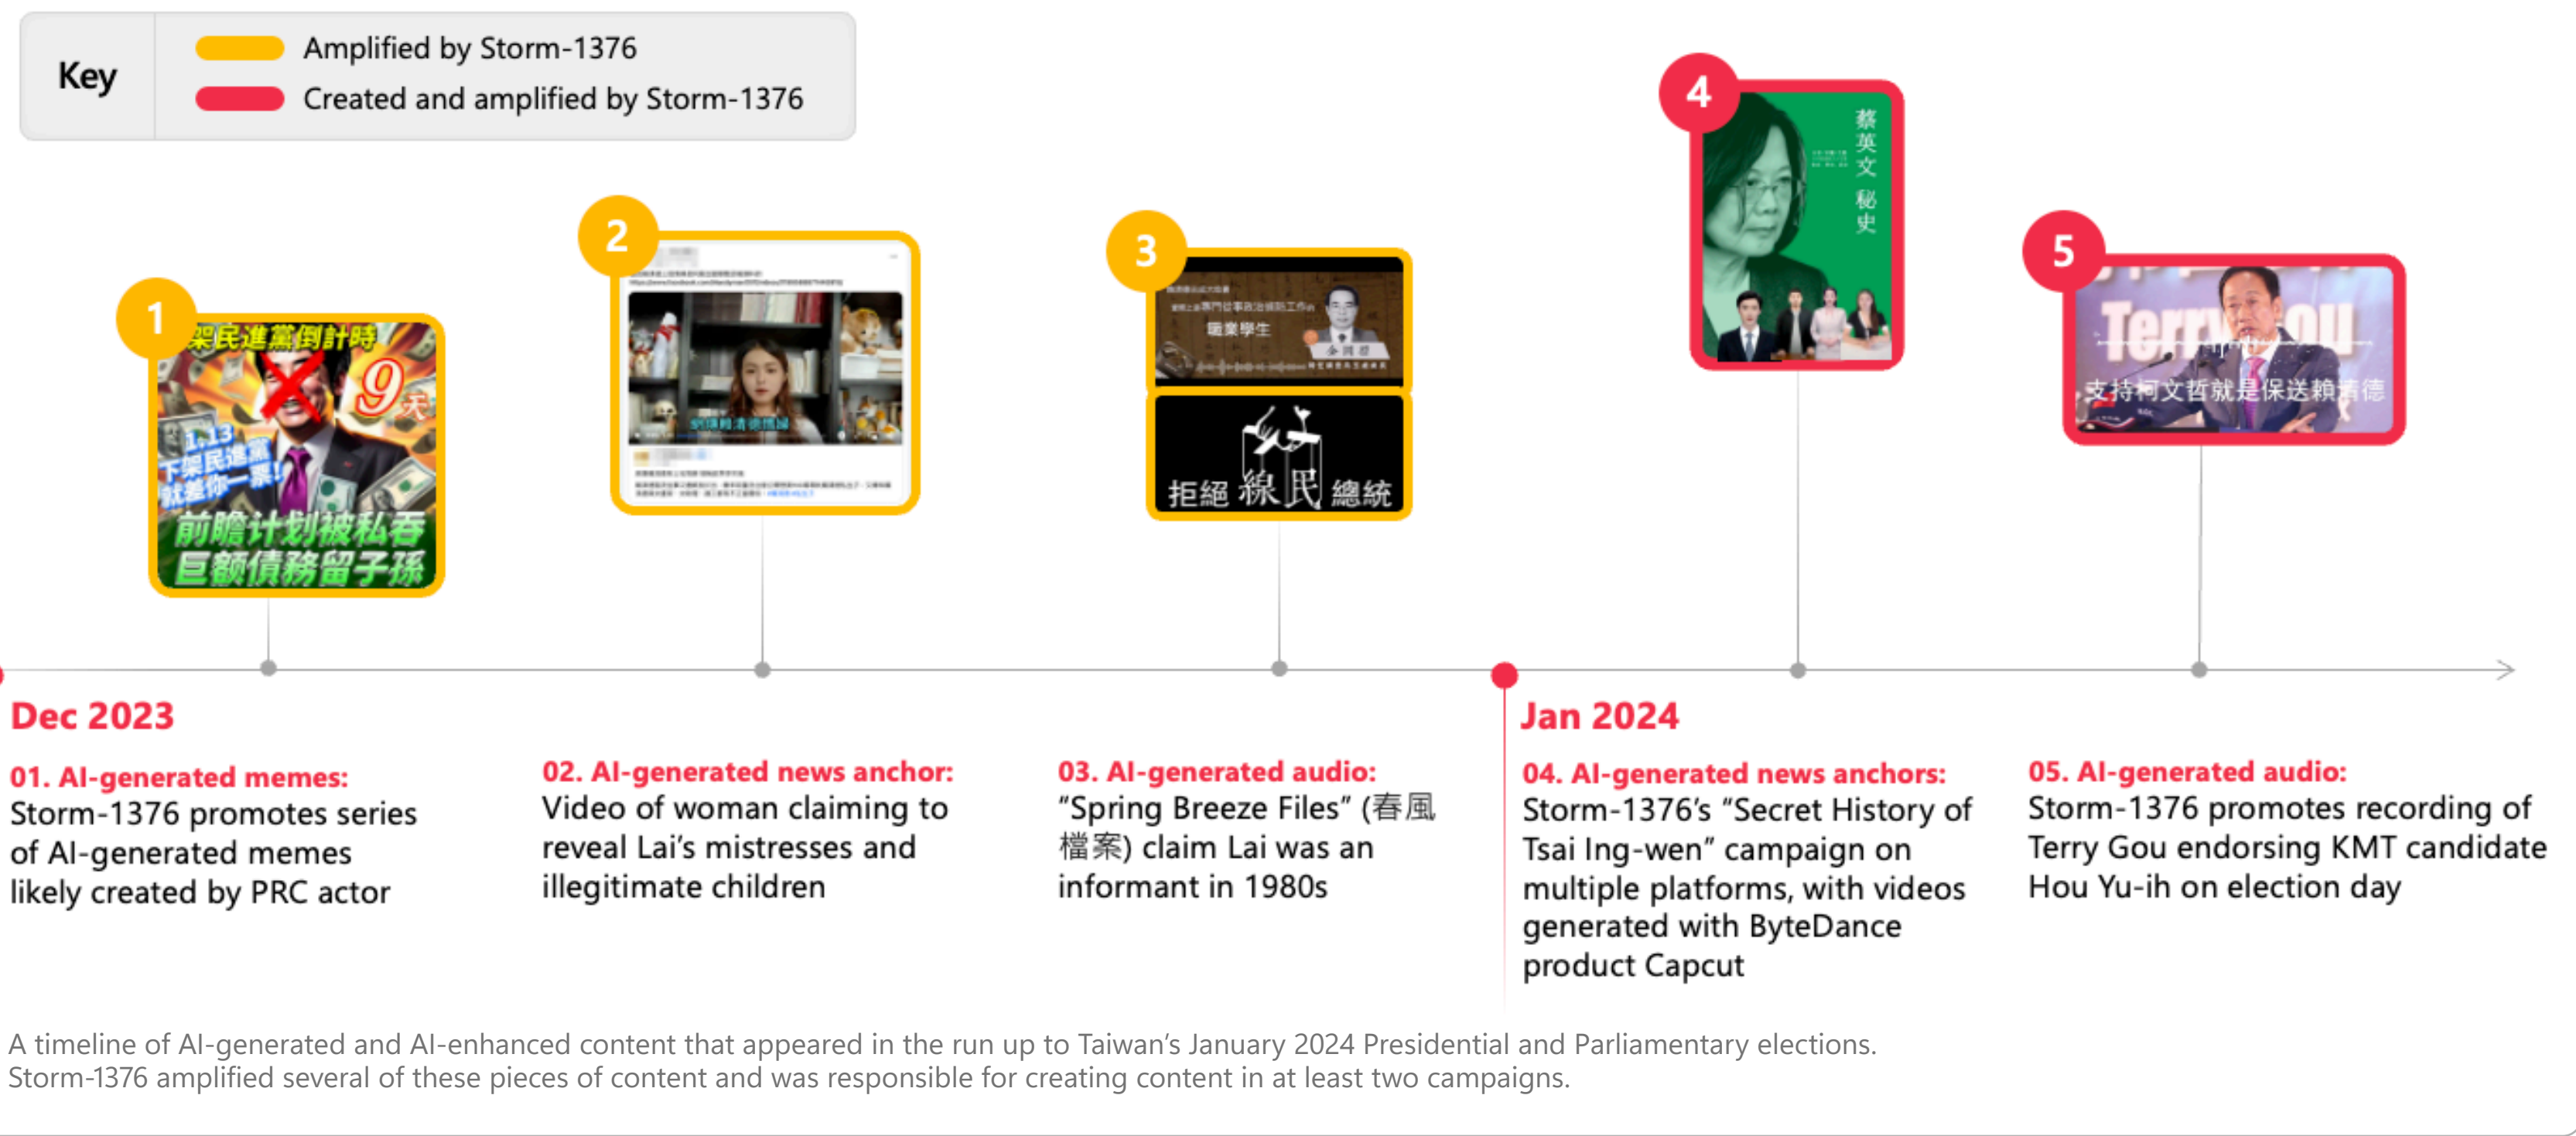 Key
Amplified by Storm-1376
Created and amplified by Storm-1376
1
架民進黨倒計時
9天
1.13
下架民進黨
就差你一票!
前瞻计划被私吞
巨额債務留子孫
2
3
職業學生
拒絕 線民 總統
4
蔡英文 秘史
5
Terry Gou
支持柯文哲就是保送賴清德
Dec 2023
01. AI-generated memes:
Storm-1376 promotes series
of AI-generated memes
likely created by PRC actor
02. AI-generated news anchor:
Video of woman claiming to
reveal Lai’s mistresses and
illegitimate children
03. AI-generated audio:
“Spring Breeze Files” (春風
檔案) claim Lai was an
informant in 1980s
Jan 2024
04. AI-generated news anchors:
Storm-1376’s “Secret History of
Tsai Ing-wen” campaign on
multiple platforms, with videos
generated with ByteDance
product Capcut
05. AI-generated audio:
Storm-1376 promotes recording of
Terry Gou endorsing KMT candidate
Hou Yu-ih on election day
A timeline of AI-generated and AI-enhanced content that appeared in the run up to Taiwan’s January 2024 Presidential and Parliamentary elections.
Storm-1376 amplified several of these pieces of content and was responsible for creating content in at least two campaigns.